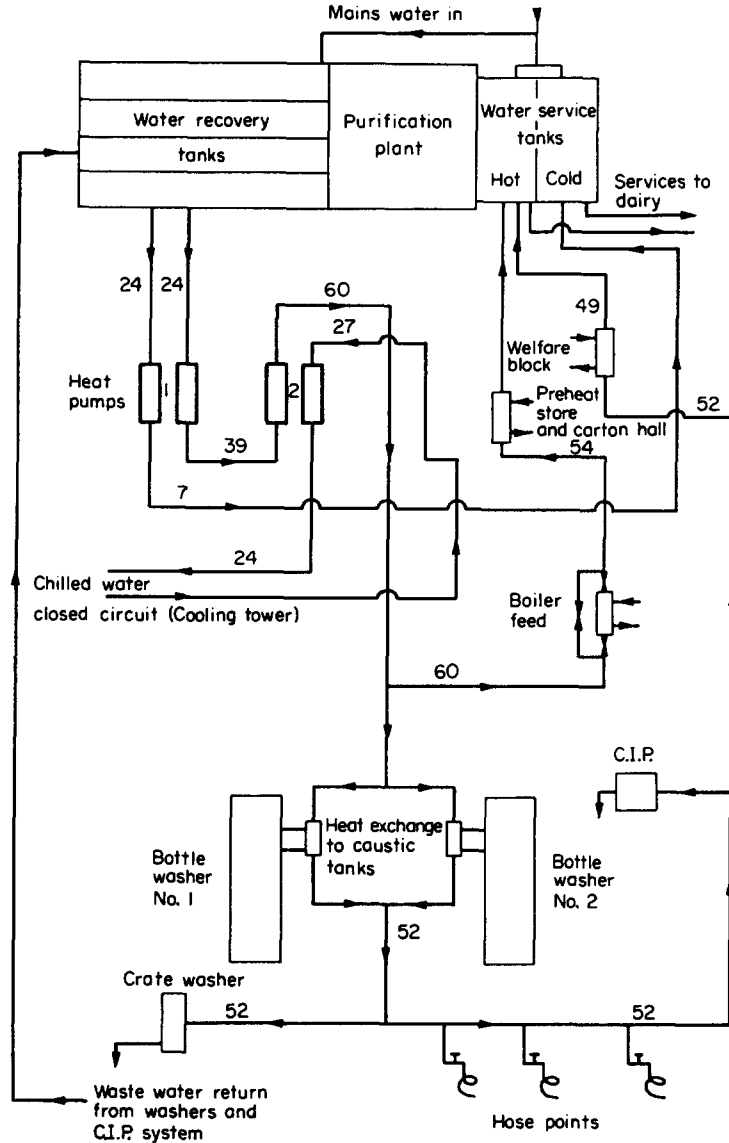 Mains water in
Water recovery
tanks
Purification
plant
Water service
tanks
Hot
Cold
Services to
dairy
24
24
60
27
49
Welfare
block
Heat
pumps
1
2
Preheat
store
and carton hall
52
39
54
7
24
Chilled water
closed circuit (Cooling tower)
Boiler
feed
60
C.I.P.
Heat exchange
to caustic
tanks
Bottle
washer
No. 1
Bottle
washer
No. 2
52
Crate washer
52
52
Waste water return
from washers and
C.I.P. system
Hose points